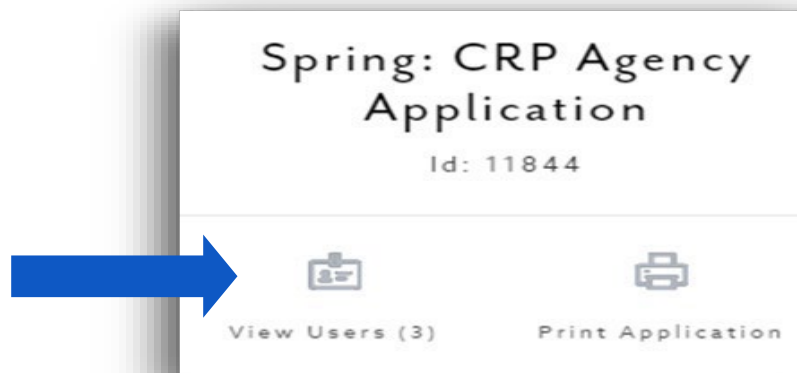 Spring: CRP Agency
Application
Id: 11844
View Users (3)
Print Application